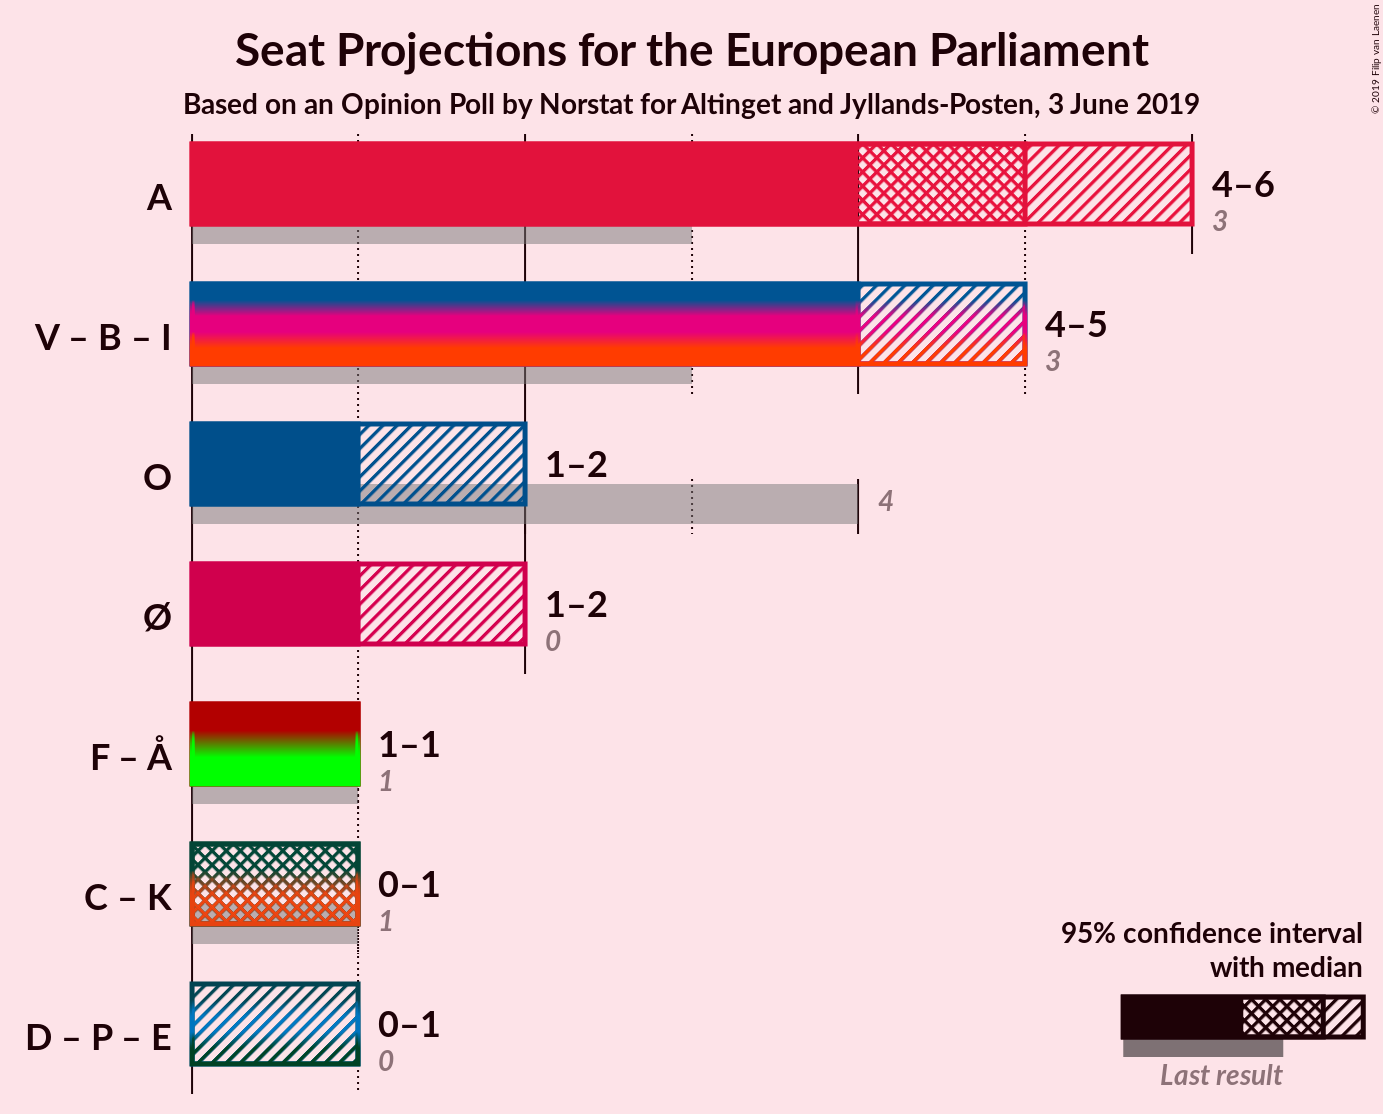 Seat Projections for the European Parliament
Based on an Opinion Poll by Norstat for Altinget and Jyllands-Posten, 3 June 2019
© 2019 Filip van Laenen
A
4–6
3
V – B – I
4–5
3
O
1–2
4
Ø
1–2
0
F – Å
1–1
1
C – K
0–1
1
D – P – E
0–1
0
95% confidence interval
with median
Last result